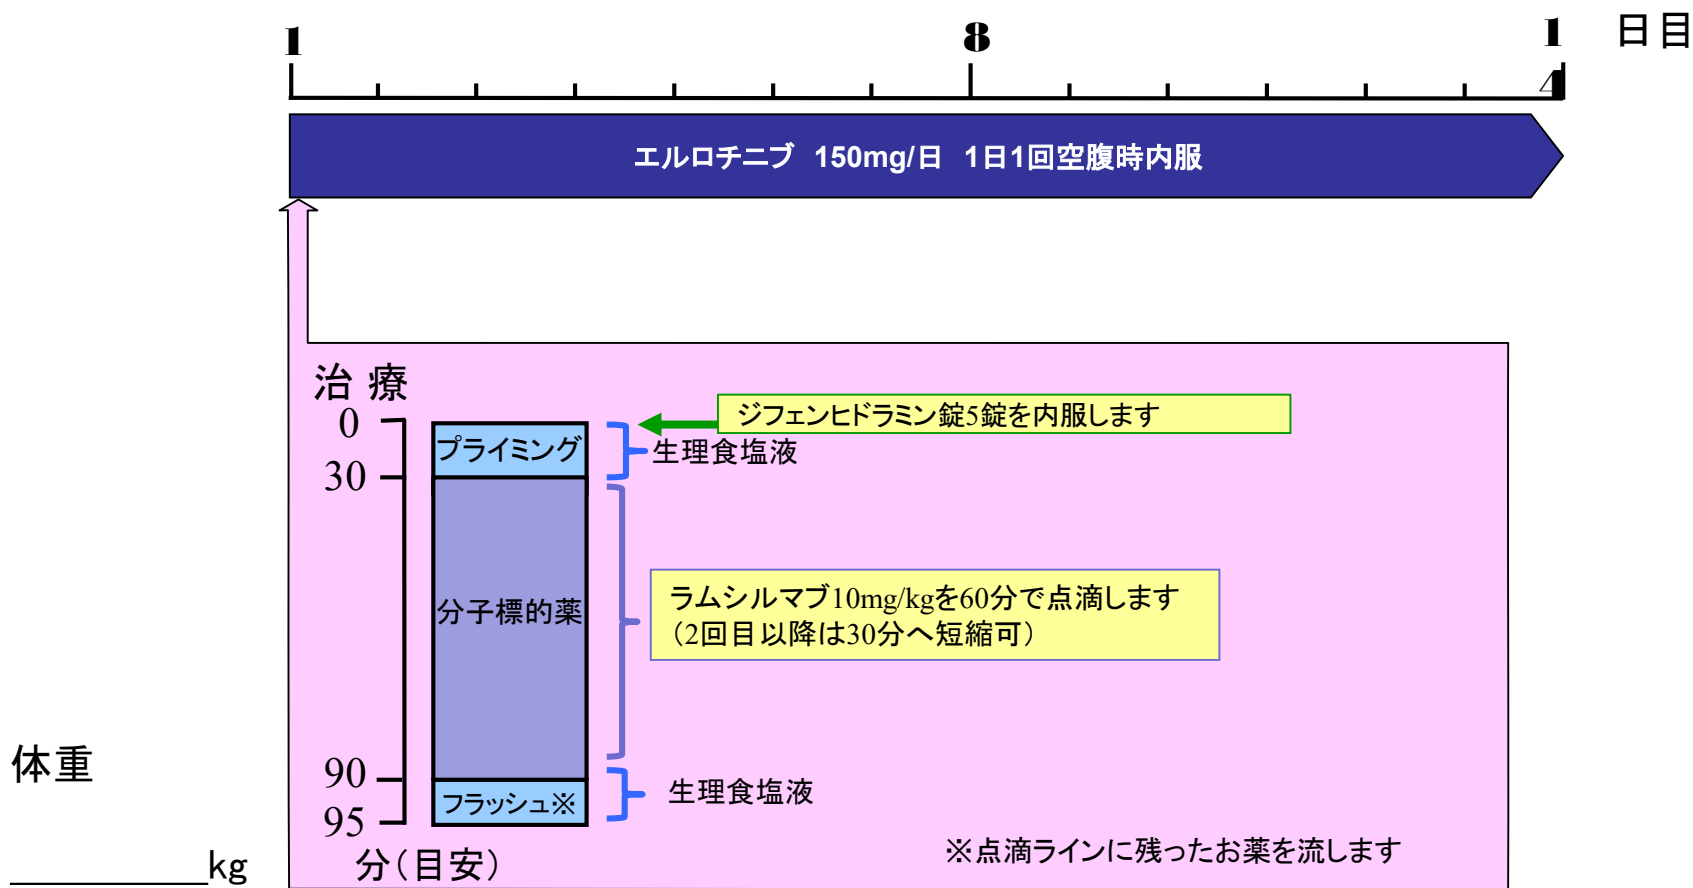 1 8 14 日目
エルロチニブ 150mg/日 1日1回空腹時内服
治 療
0
ジフェンヒドラミン錠5錠を内服します
プライミング
生理食塩液
30
分子標的薬
ラムシルマブ10mg/kgを60分で点滴します
(2回目以降は30分へ短縮可)
体重
90
フラッシュ※
生理食塩液
95
※点滴ラインに残ったお薬を流します
分(目安)
__________kg